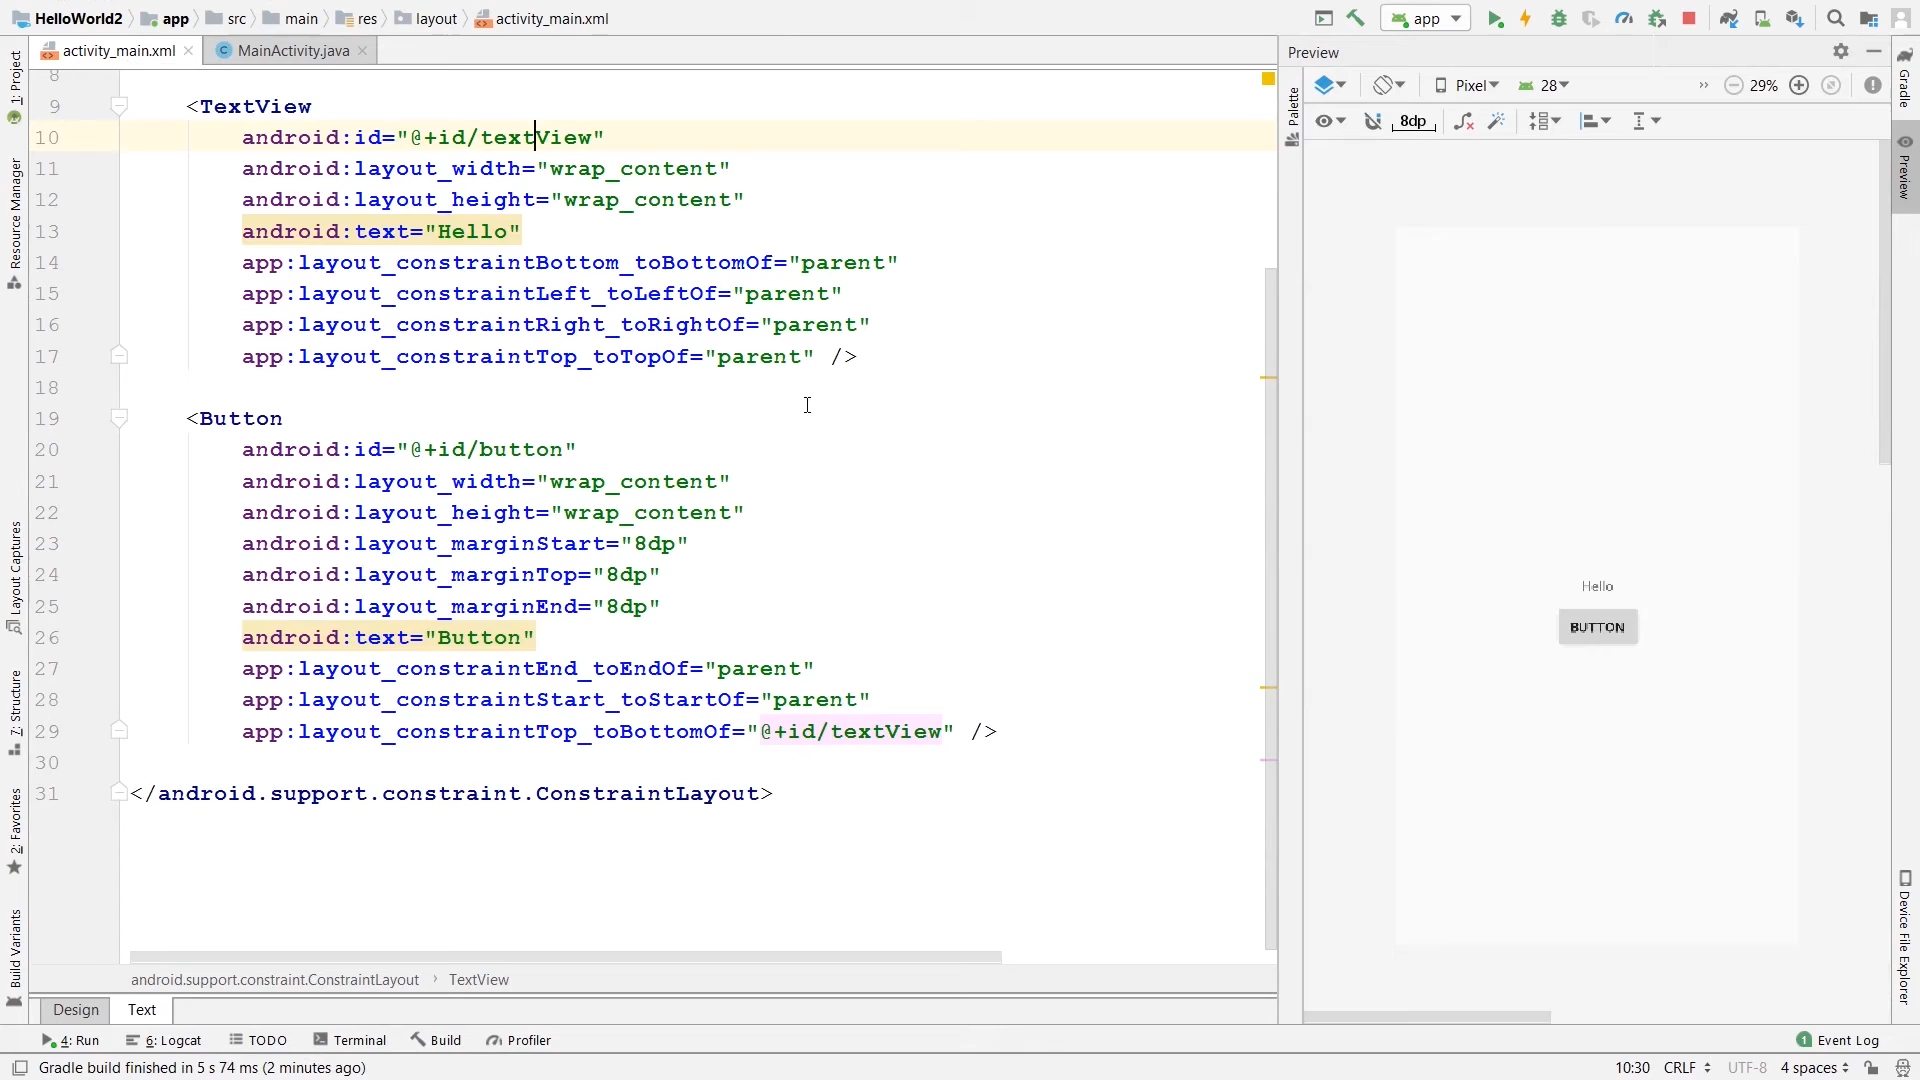 HelloWorld2 app src main res layout activity_main.xml app
activity_main.xml MainActivity.java
Preview
Pixel 28 29%
8dp
8
9 <TextView
10 android:id="@+id/textView"
11 android:layout_width="wrap_content"
12 android:layout_height="wrap_content"
13 android:text="Hello"
14 app:layout_constraintBottom_toBottomOf="parent"
15 app:layout_constraintLeft_toLeftOf="parent"
16 app:layout_constraintRight_toRightOf="parent"
17 app:layout_constraintTop_toTopOf="parent" />
18
19 <Button
20 android:id="@+id/button"
21 android:layout_width="wrap_content"
22 android:layout_height="wrap_content"
23 android:layout_marginStart="8dp"
24 android:layout_marginTop="8dp"
25 android:layout_marginEnd="8dp"
26 android:text="Button"
27 app:layout_constraintEnd_toEndOf="parent"
28 app:layout_constraintStart_toStartOf="parent"
29 app:layout_constraintTop_toBottomOf="@+id/textView" />
30
31 </android.support.constraint.ConstraintLayout>
android.support.constraint.ConstraintLayout › TextView
Design Text
1: Project
Resource Manager
Layout Captures
7: Structure
2: Favorites
Build Variants
Palette
Hello
BUTTON
Gradle
Preview
Device File Explorer
4: Run 6: Logcat TODO Terminal Build Profiler 1 Event Log
Gradle build finished in 5 s 74 ms (2 minutes ago) 10:30 CRLF UTF-8 4 spaces